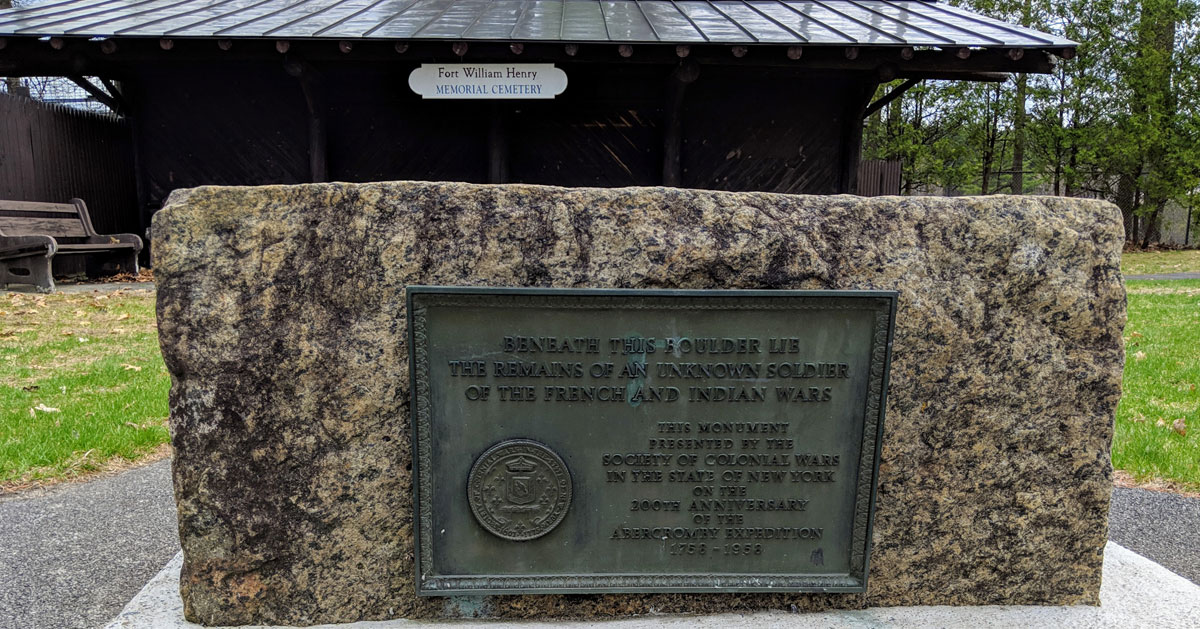 Fort William Henry
MEMORIAL CEMETERY
BENEATH THIS BOULDER LIE
THE REMAINS OF AN UNKNOWN SOLDIER
OF THE FRENCH AND INDIAN WARS
THIS MONUMENT
PRESENTED BY THE
SOCIETY OF COLONIAL WARS
IN THE STATE OF NEW YORK
ON THE
200TH ANNIVERSARY
OF THE
ABERCROMBY EXPEDITION
1758-1958